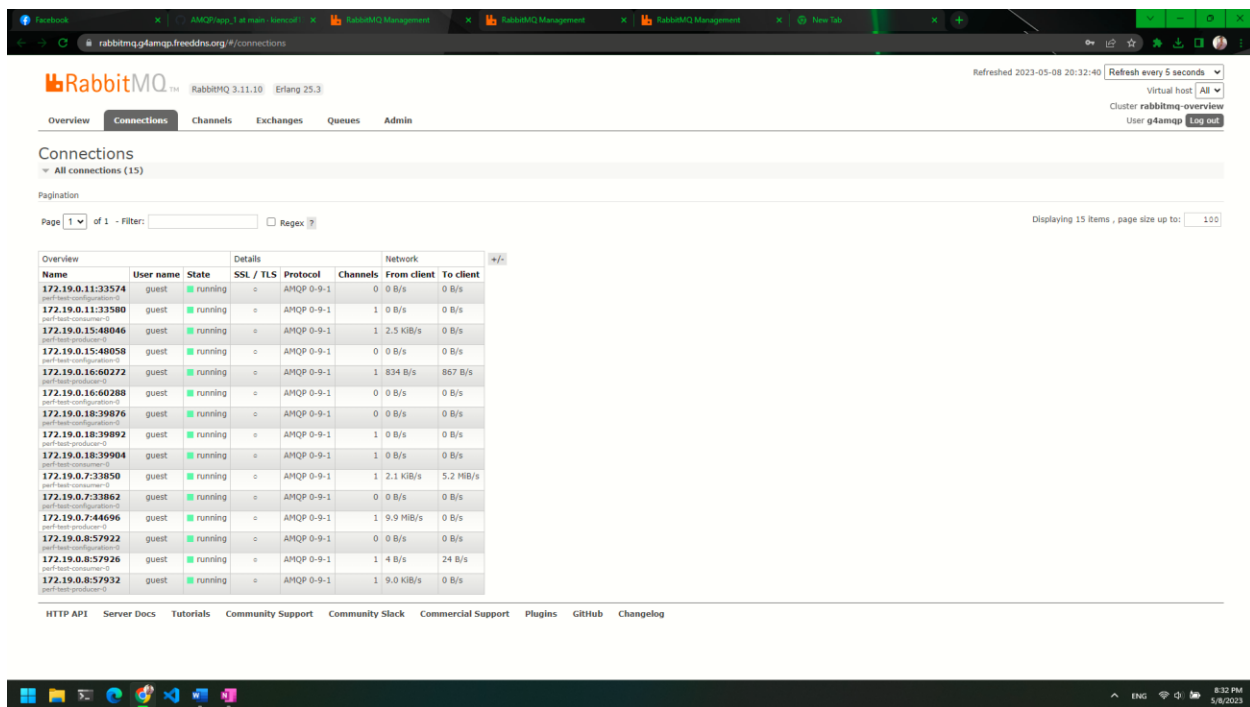 Facebook
AMQP/app_1 at main · kiencoif
RabbitMQ Management
RabbitMQ Management
RabbitMQ Management
New Tab
rabbitmq.g4amqp.freeddns.org/#/connections
RabbitMQ TM RabbitMQ 3.11.10 Erlang 25.3
Refreshed 2023-05-08 20:32:40 Refresh every 5 seconds
Virtual host All
Cluster rabbitmq-overview
User g4amqp Log out
Overview Connections Channels Exchanges Queues Admin
Connections
All connections (15)
Pagination
Page 1 of 1 - Filter: Regex ? Displaying 15 items , page size up to: 100
Overview Details Network +/-
Name User name State SSL / TLS Protocol Channels From client To client
172.19.0.11:33574 guest running ○ AMQP 0-9-1 0 0 B/s 0 B/s
perf-test-configuration-0
172.19.0.11:33580 guest running ○ AMQP 0-9-1 1 0 B/s 0 B/s
perf-test-consumer-0
172.19.0.15:48046 guest running ○ AMQP 0-9-1 1 2.5 KiB/s 0 B/s
perf-test-producer-0
172.19.0.15:48058 guest running ○ AMQP 0-9-1 0 0 B/s 0 B/s
perf-test-configuration-0
172.19.0.16:60272 guest running ○ AMQP 0-9-1 1 834 B/s 867 B/s
perf-test-producer-0
172.19.0.16:60288 guest running ○ AMQP 0-9-1 0 0 B/s 0 B/s
perf-test-configuration-0
172.19.0.18:39876 guest running ○ AMQP 0-9-1 0 0 B/s 0 B/s
perf-test-configuration-0
172.19.0.18:39892 guest running ○ AMQP 0-9-1 1 0 B/s 0 B/s
perf-test-producer-0
172.19.0.18:39904 guest running ○ AMQP 0-9-1 1 0 B/s 0 B/s
perf-test-consumer-0
172.19.0.7:33850 guest running ○ AMQP 0-9-1 1 2.1 KiB/s 5.2 MiB/s
perf-test-consumer-0
172.19.0.7:33862 guest running ○ AMQP 0-9-1 0 0 B/s 0 B/s
perf-test-configuration-0
172.19.0.7:44696 guest running ○ AMQP 0-9-1 1 9.9 MiB/s 0 B/s
perf-test-producer-0
172.19.0.8:57922 guest running ○ AMQP 0-9-1 0 0 B/s 0 B/s
perf-test-configuration-0
172.19.0.8:57926 guest running ○ AMQP 0-9-1 1 4 B/s 24 B/s
perf-test-consumer-0
172.19.0.8:57932 guest running ○ AMQP 0-9-1 1 9.0 KiB/s 0 B/s
perf-test-producer-0
HTTP API Server Docs Tutorials Community Support Community Slack Commercial Support Plugins GitHub Changelog
ENG 8:32 PM
5/8/2023